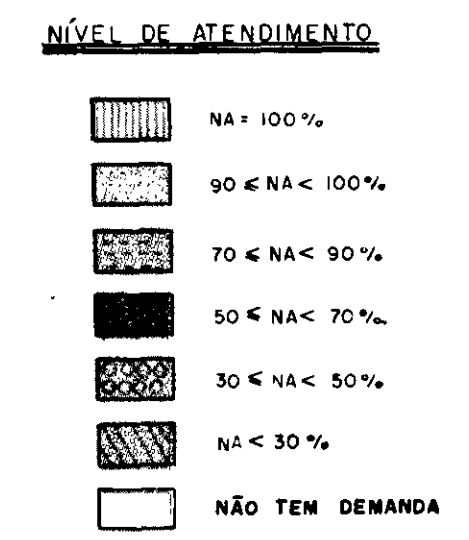 NÍVEL DE ATENDIMENTO
NA = 100%
90 ≤ NA < 100%
70 ≤ NA < 90%
50 ≤ NA < 70%
30 ≤ NA < 50%
NA < 30%
NÃO TEM DEMANDA